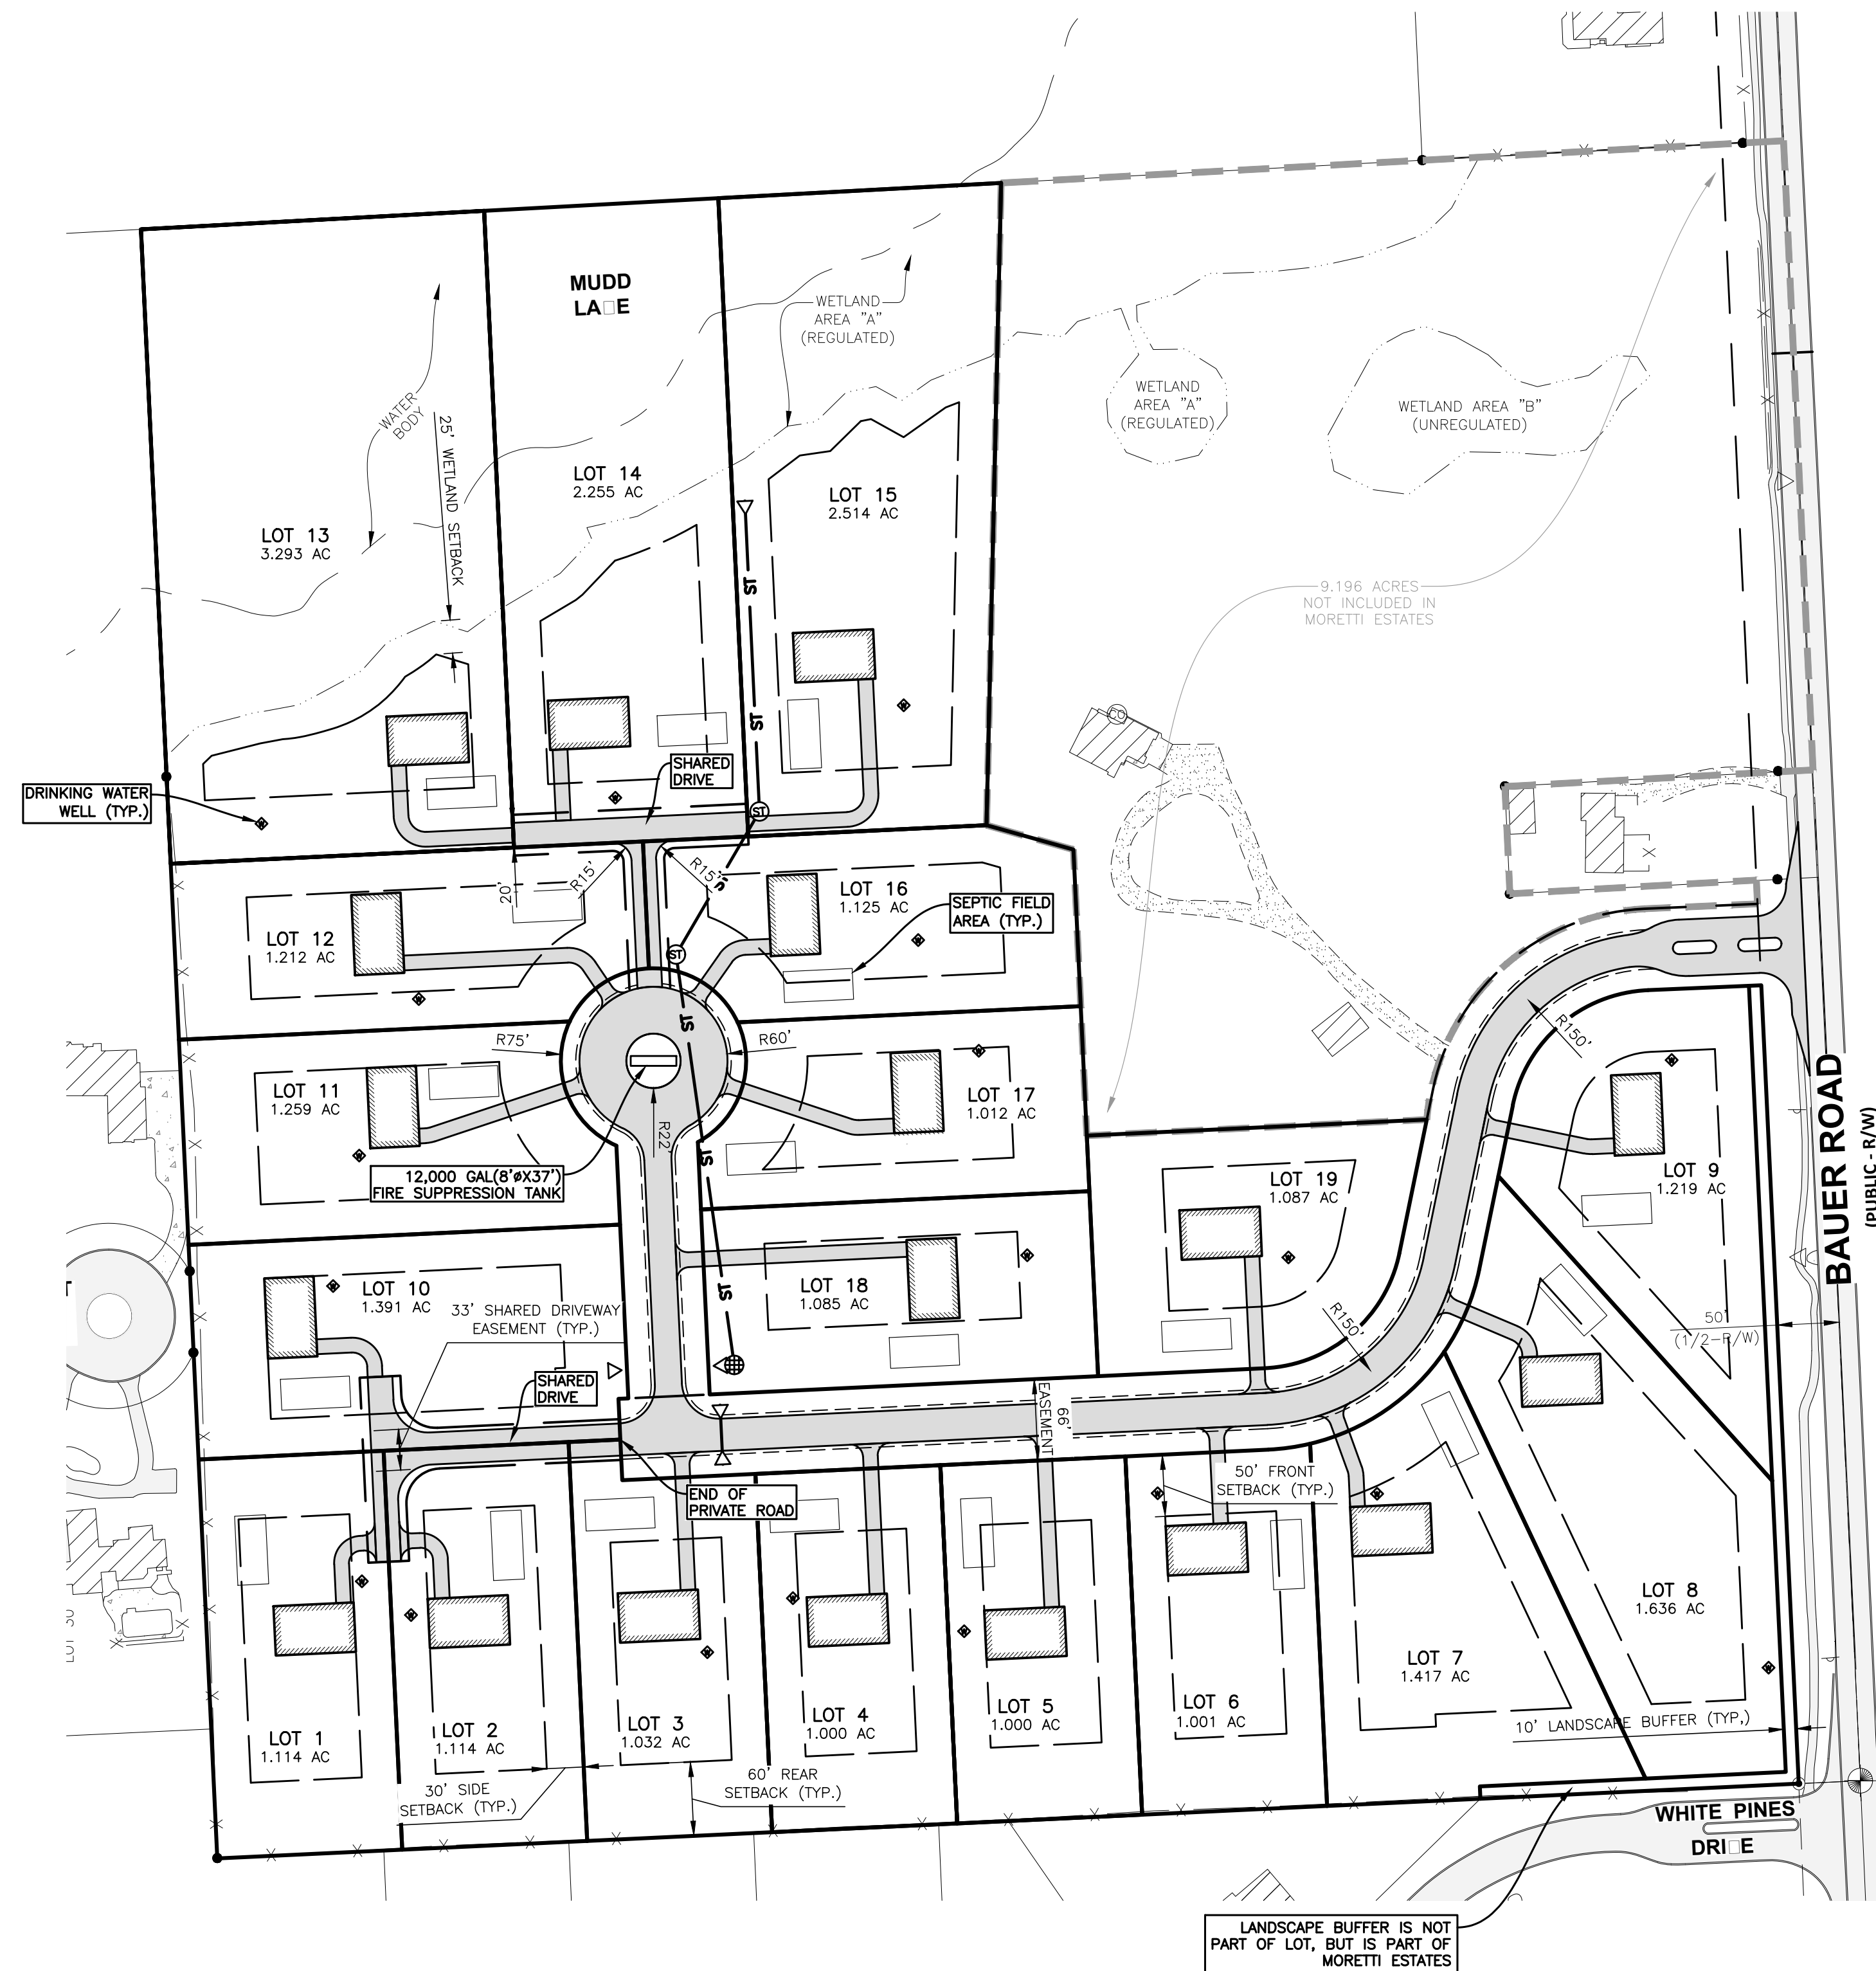 MUDD
LA□E
WETLAND
AREA "A"
(REGULATED)
WATER
BODY
25' WETLAND SETBACK
WETLAND
AREA "A"
(REGULATED)
WETLAND AREA "B"
(UNREGULATED)
LOT 13
3.293 AC
LOT 14
2.255 AC
LOT 15
2.514 AC
ST
ST
9.196 ACRES
NOT INCLUDED IN
MORETTI ESTATES
CO
SHARED
DRIVE
DRINKING WATER
WELL (TYP.)
ST
20'
R15'
R15'
ST
LOT 16
1.125 AC
SEPTIC FIELD
AREA (TYP.)
LOT 12
1.212 AC
ST
ST
R75'
R60'
R150'
LOT 11
1.259 AC
LOT 17
1.012 AC
R22'
ST
12,000 GAL(8'øX37')
FIRE SUPPRESSION TANK
LOT 19
1.087 AC
LOT 9
1.219 AC
BAUER ROAD
(PUBLIC - R/W)
LOT 10
1.391 AC
LOT 18
1.085 AC
ST
33' SHARED DRIVEWAY
EASEMENT (TYP.)
50'
(1/2-R/W)
R150'
SHARED
DRIVE
66'
EASEMENT
50' FRONT
SETBACK (TYP.)
END OF
PRIVATE ROAD
LOT 8
1.636 AC
LOT 7
1.417 AC
LOT 1
1.114 AC
LOT 2
1.114 AC
LOT 3
1.032 AC
LOT 4
1.000 AC
LOT 5
1.000 AC
LOT 6
1.001 AC
10' LANDSCAPE BUFFER (TYP,)
30' SIDE
SETBACK (TYP.)
60' REAR
SETBACK (TYP.)
WHITE PINES
DRI□E
LANDSCAPE BUFFER IS NOT
PART OF LOT, BUT IS PART OF
MORETTI ESTATES